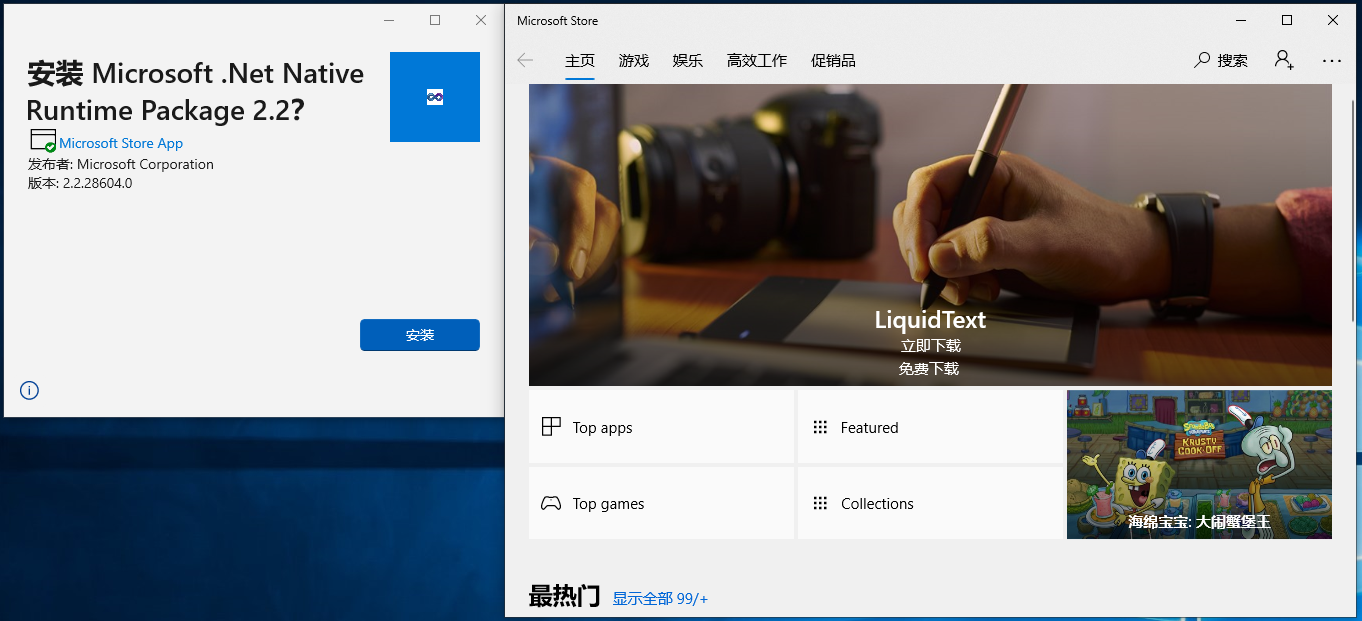 安装 Microsoft .Net Native
Runtime Package 2.2?
Microsoft Store App
发布者: Microsoft Corporation
版本: 2.2.28604.0
安装
Microsoft Store
主页 游戏 娱乐 高效工作 促销品 搜索
LiquidText
立即下载
免费下载
Top apps
Featured
Top games
Collections
SpongeBob
KRUSTY
COOK-OFF
海绵宝宝: 大闹蟹堡王
最热门 显示全部 99/+